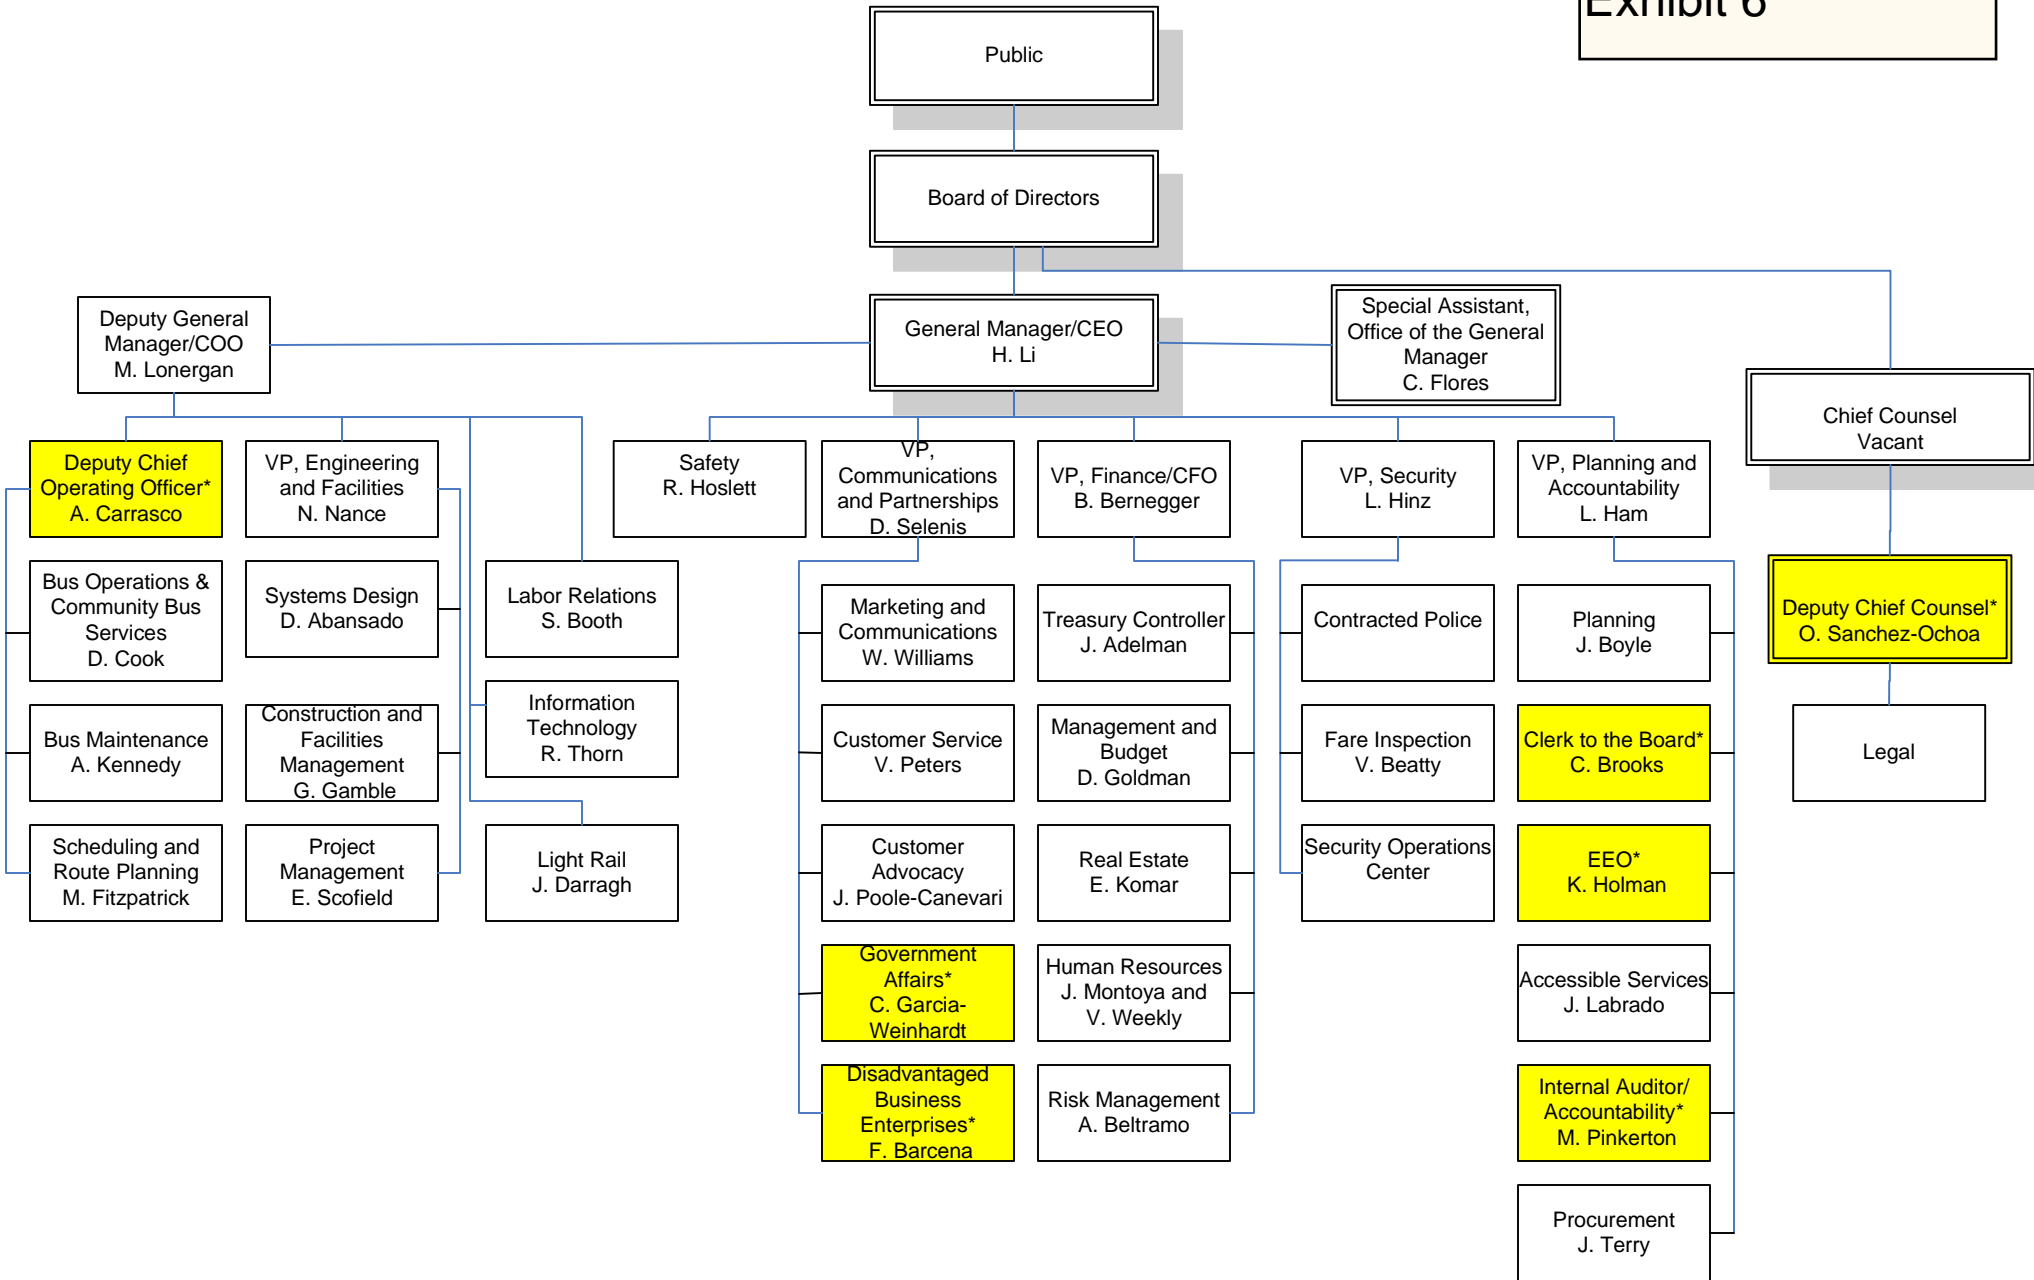 Exhibit 6
Public
Board of Directors
Deputy General
Manager/COO
M. Lonergan
General Manager/CEO
H. Li
Special Assistant,
Office of the General
Manager
C. Flores
Chief Counsel
Vacant
Deputy Chief
Operating Officer*
A. Carrasco
VP, Engineering
and Facilities
N. Nance
Safety
R. Hoslett
VP,
Communications
and Partnerships
D. Selenis
VP, Finance/CFO
B. Bernegger
VP, Security
L. Hinz
VP, Planning and
Accountability
L. Ham
Bus Operations &
Community Bus
Services
D. Cook
Systems Design
D. Abansado
Labor Relations
S. Booth
Marketing and
Communications
W. Williams
Treasury Controller
J. Adelman
Contracted Police
Planning
J. Boyle
Deputy Chief Counsel*
O. Sanchez-Ochoa
Bus Maintenance
A. Kennedy
Construction and
Facilities
Management
G. Gamble
Information
Technology
R. Thorn
Customer Service
V. Peters
Management and
Budget
D. Goldman
Fare Inspection
V. Beatty
Clerk to the Board*
C. Brooks
Legal
Scheduling and
Route Planning
M. Fitzpatrick
Project
Management
E. Scofield
Light Rail
J. Darragh
Customer
Advocacy
J. Poole-Canevari
Real Estate
E. Komar
Security Operations
Center
EEO*
K. Holman
Government
Affairs*
C. Garcia-
Weinhardt
Human Resources
J. Montoya and
V. Weekly
Accessible Services
J. Labrado
Disadvantaged
Business
Enterprises*
F. Barcena
Risk Management
A. Beltramo
Internal Auditor/
Accountability*
M. Pinkerton
Procurement
J. Terry